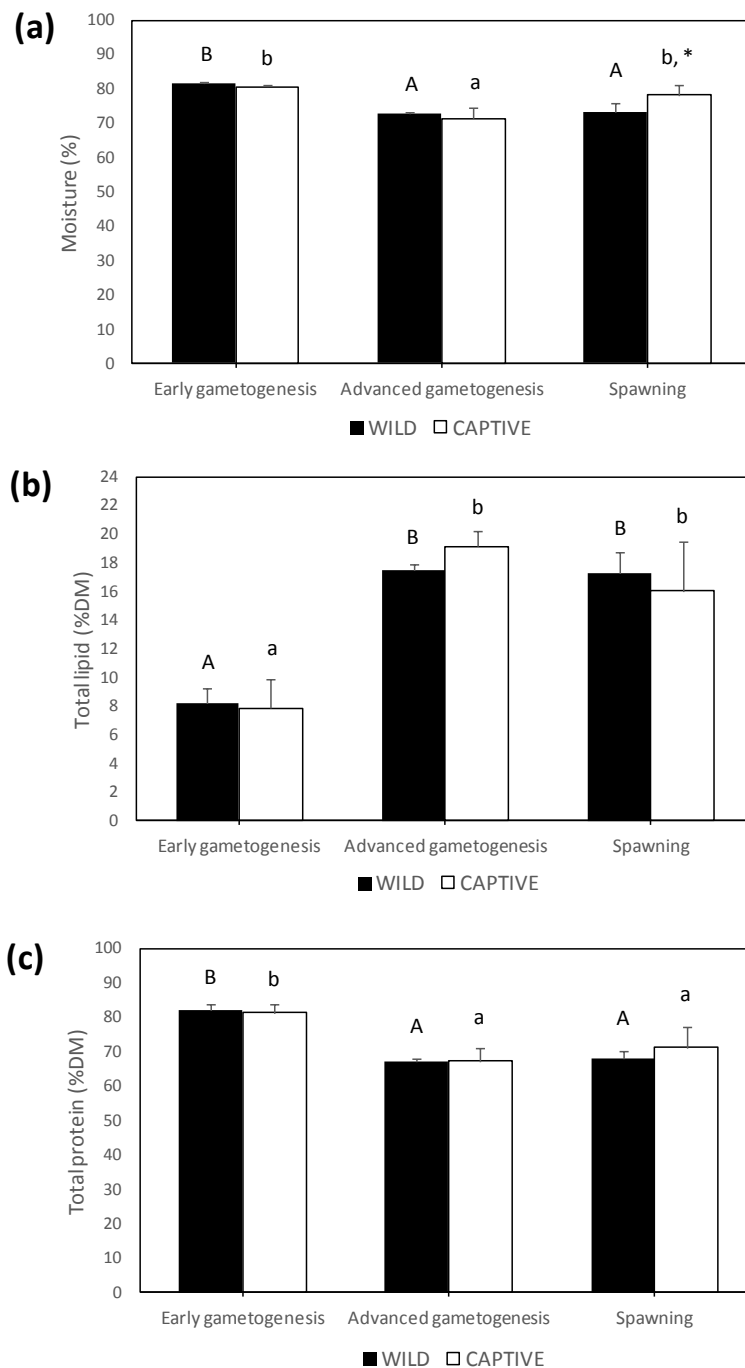 (a)
100
90
80
70
60
50
40
30
20
10
0
Moisture (%)
B b A a A b, *
Early gametogenesis Advanced gametogenesis Spawning
WILD CAPTIVE
(b)
24
22
20
18
16
14
12
10
8
6
4
2
0
Total lipid (%DM)
A a B b B b
Early gametogenesis Advanced gametogenesis Spawning
WILD CAPTIVE
(c)
100
90
80
70
60
50
40
30
20
10
0
Total protein (%DM)
B b A a A a
Early gametogenesis Advanced gametogenesis Spawning
WILD CAPTIVE